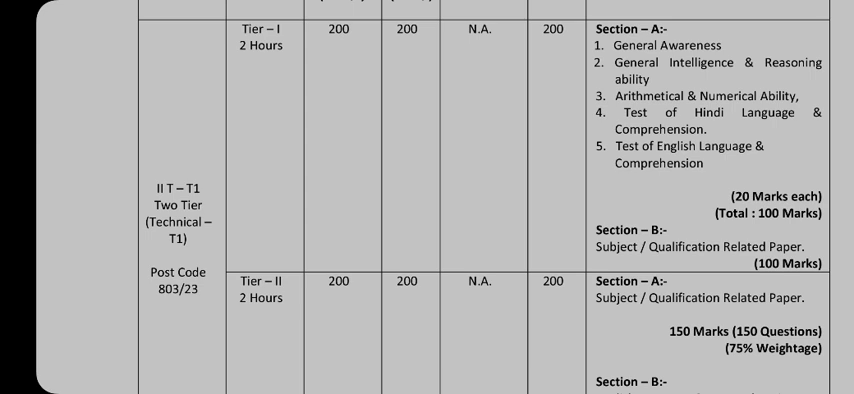 Tier – I
2 Hours
200
200
N.A.
200
Section – A:-
1. General Awareness
2. General Intelligence & Reasoning
ability
3. Arithmetical & Numerical Ability,
4. Test of Hindi Language &
Comprehension.
5. Test of English Language &
Comprehension
(20 Marks each)
(Total : 100 Marks)
Section – B:-
Subject / Qualification Related Paper.
(100 Marks)
II T – T1
Two Tier
(Technical –
T1)
Post Code
803/23
Tier – II
2 Hours
200
200
N.A.
200
Section – A:-
Subject / Qualification Related Paper.
150 Marks (150 Questions)
(75% Weightage)
Section – B:-